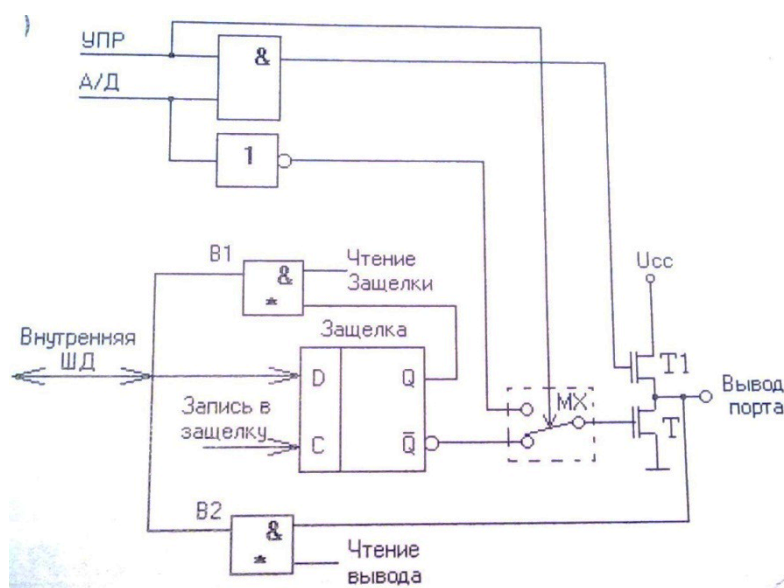 )
УПР
&
А/Д
1
В1
&
*
Чтение
Защелки
Ucc
Внутренняя
ШД
Защелка
D
Q
T1
Вывод
порта
MX
T
Запись в
защелку
C
Q̅
В2
&
*
Чтение
вывода